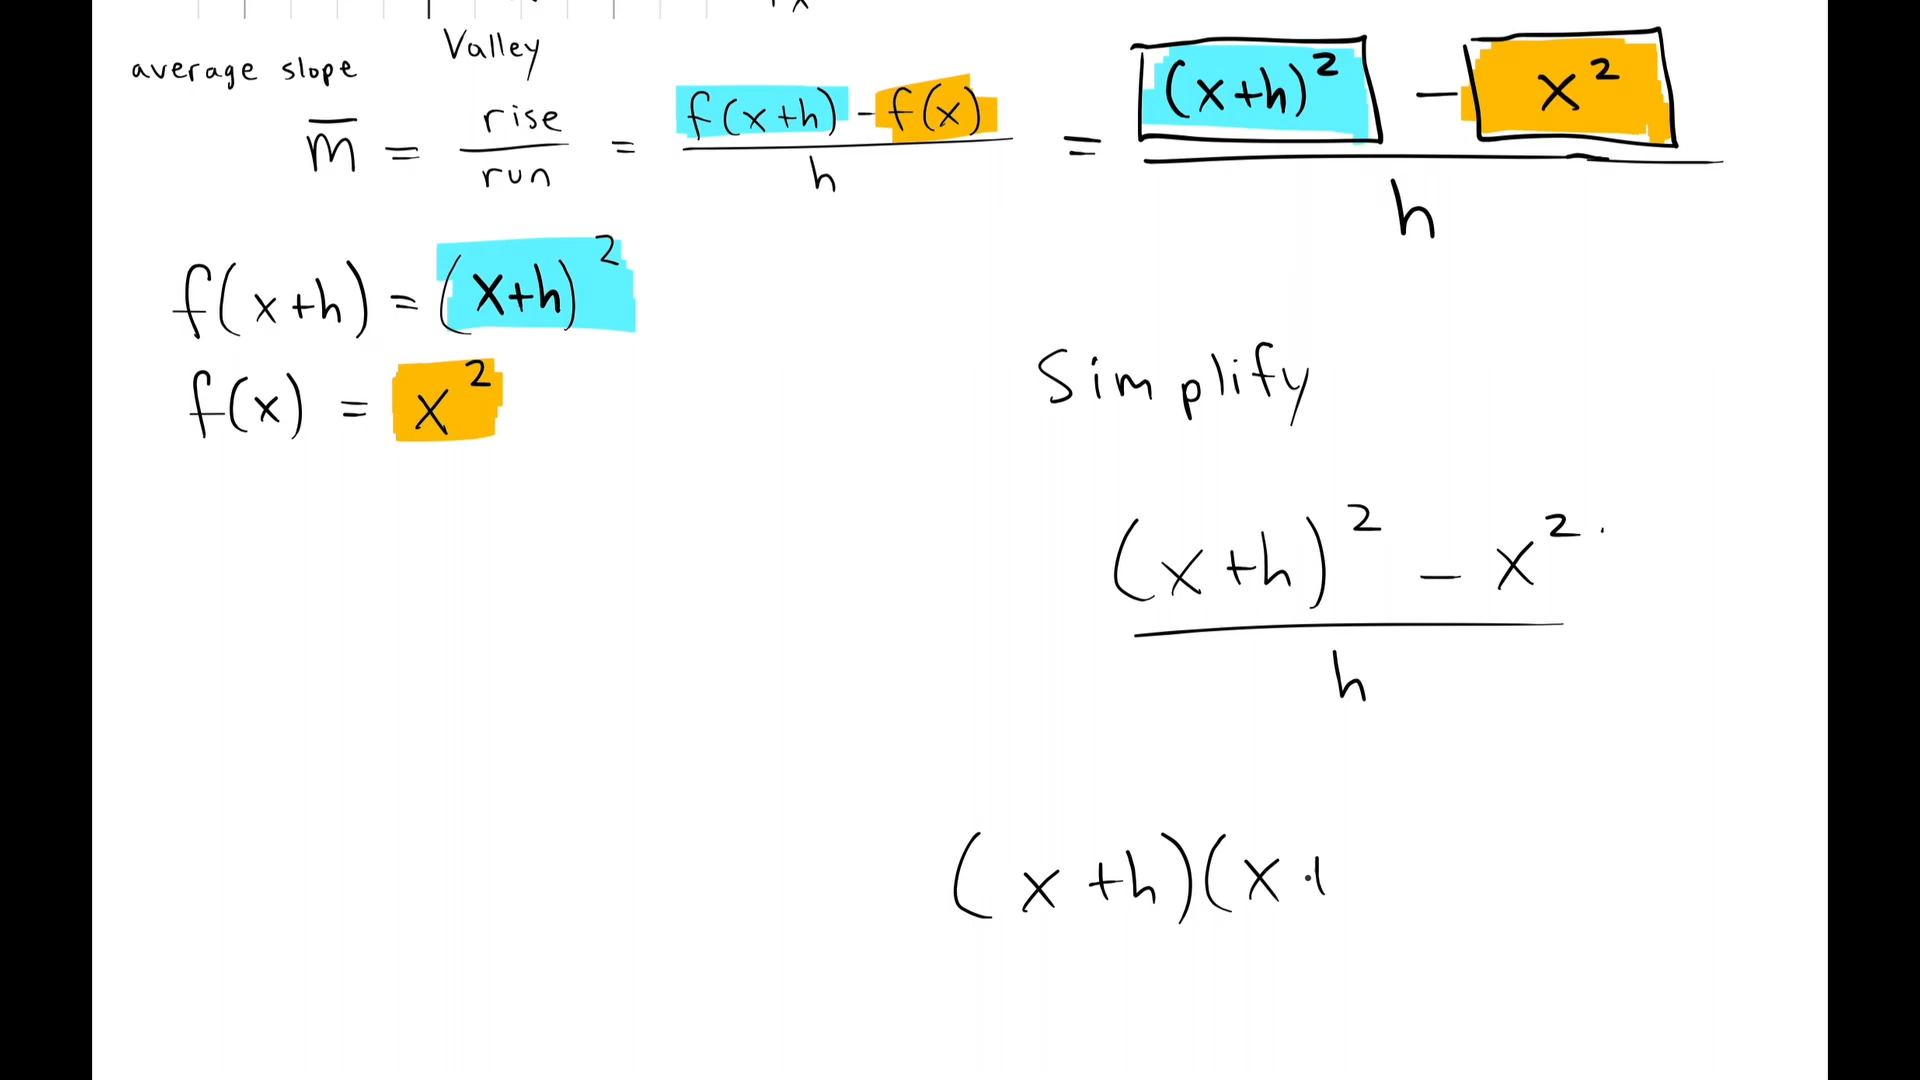 x
average slope Valley
m̅ = rise/run = f(x+h) - f(x)/h = (x+h)² - x²/h
f(x+h) = (x+h)²
f(x) = x²
Simplify
(x+h)² - x²
h
(x+h)(x+